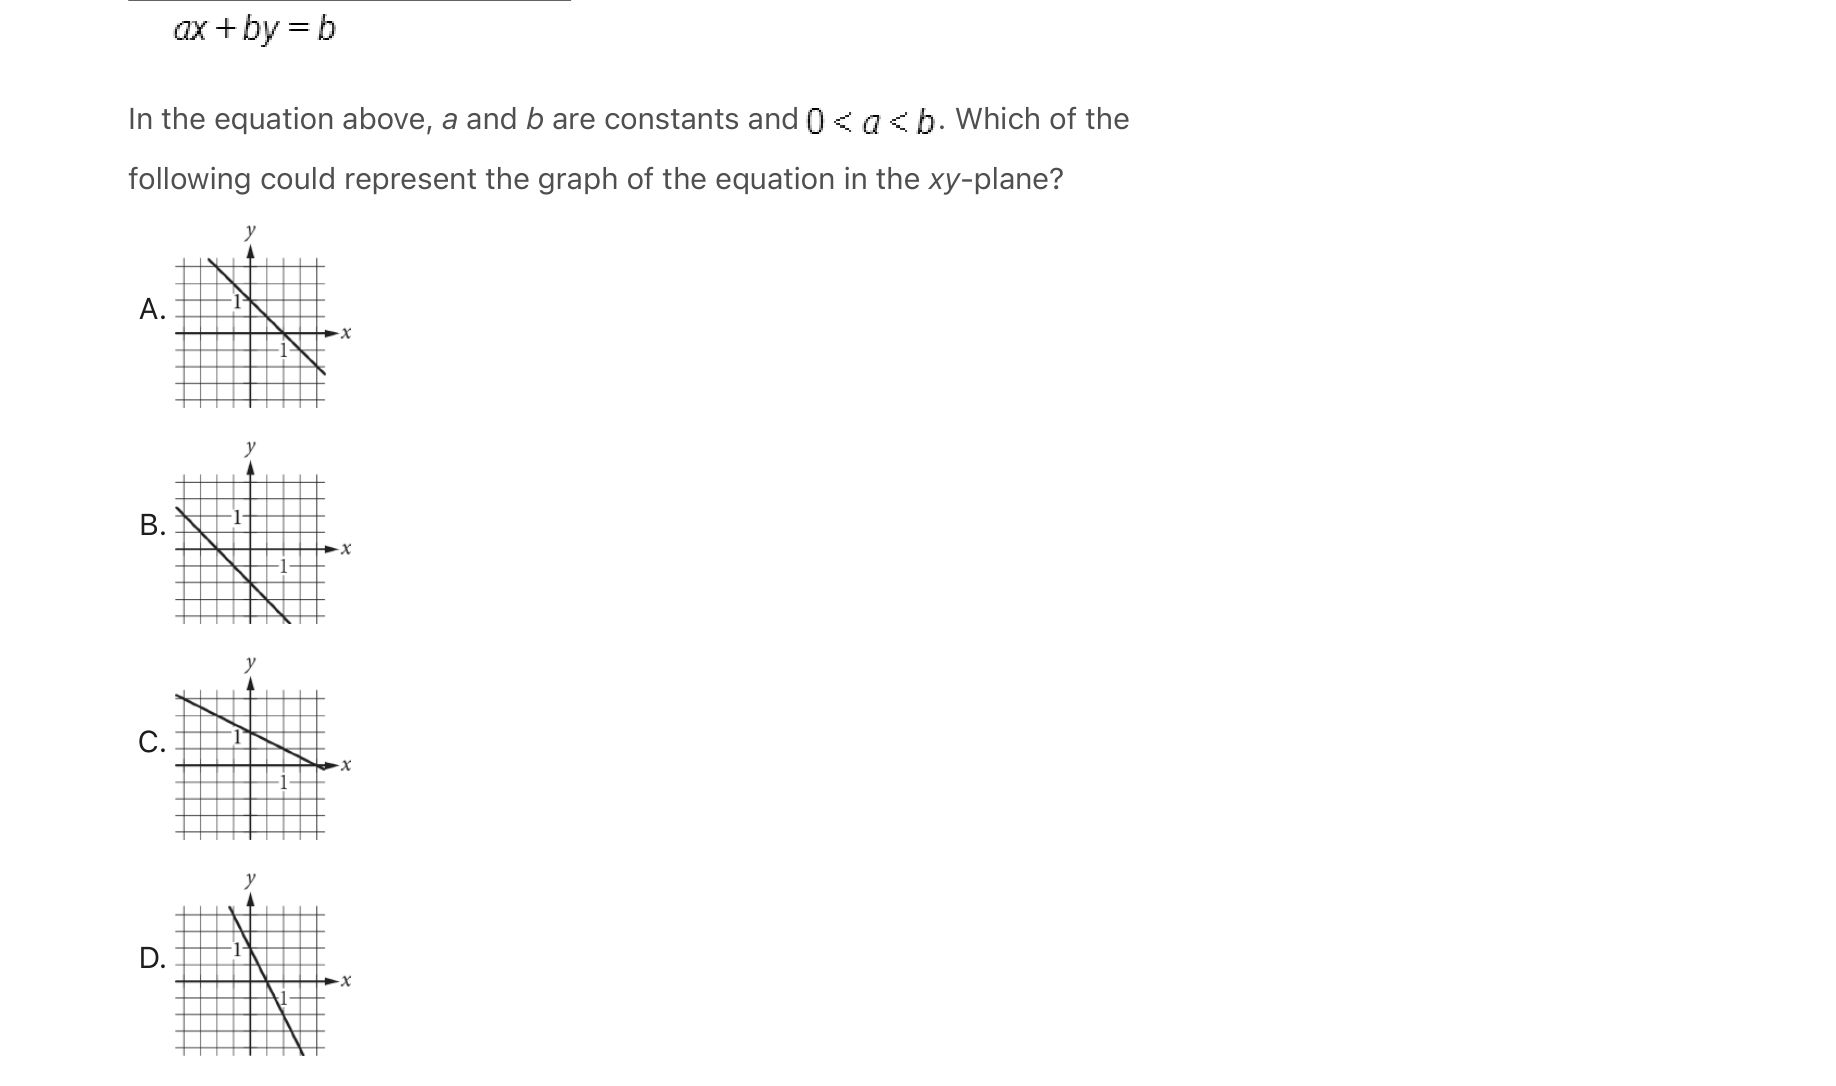 ax + by = b
In the equation above, a and b are constants and 0 < a < b. Which of the
following could represent the graph of the equation in the xy-plane?
y
A.
1
x
1
y
B.
1
x
1
y
C.
1
x
1
y
D.
1
x
1